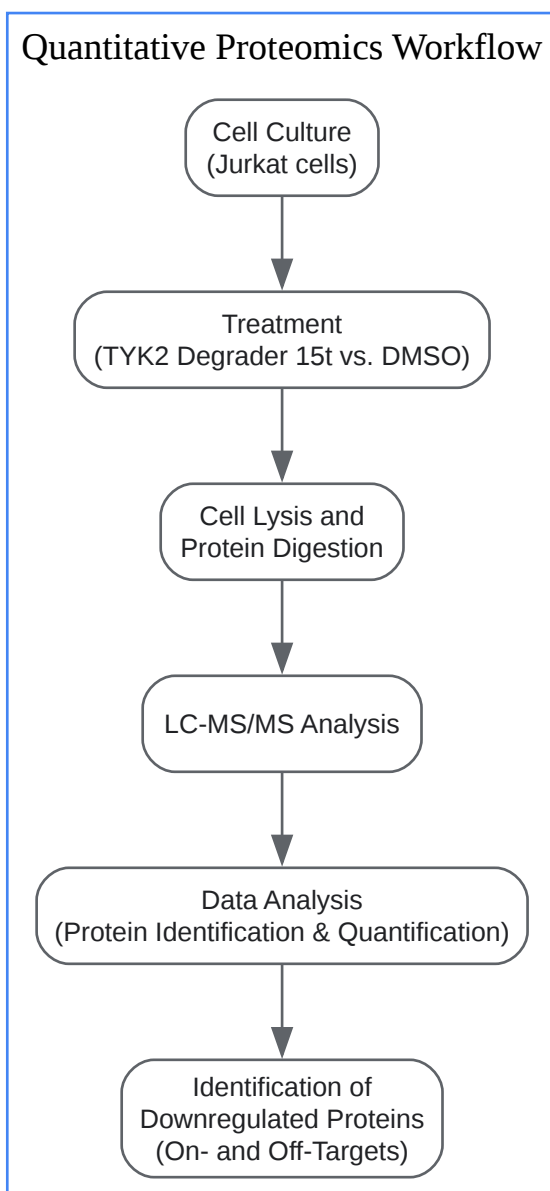 Quantitative Proteomics Workflow
Cell Culture
(Jurkat cells)
Treatment
(TYK2 Degrader 15t vs. DMSO)
Cell Lysis and
Protein Digestion
LC-MS/MS Analysis
Data Analysis
(Protein Identification & Quantification)
Identification of
Downregulated Proteins
(On- and Off-Targets)